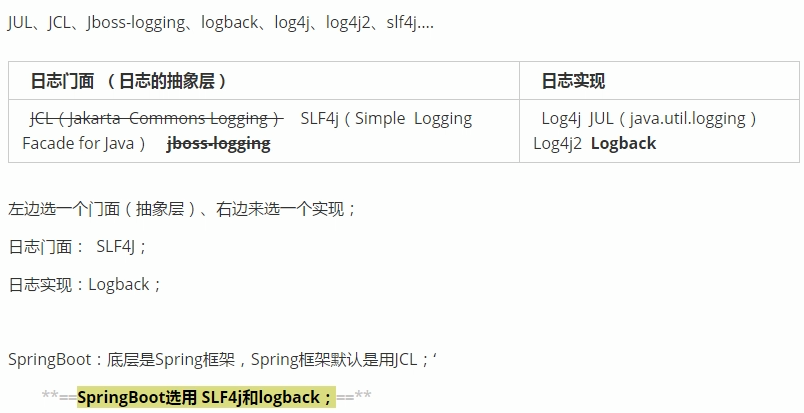 JUL、JCL、Jboss-logging、logback、log4j、log4j2、slf4j....
日志门面 （日志的抽象层） 日志实现
JCL（Jakarta Commons Logging） SLF4j（Simple Logging Log4j JUL（java.util.logging）
Facade for Java） jboss-logging Log4j2 Logback
左边选一个门面（抽象层）、右边来选一个实现；
日志门面： SLF4J；
日志实现：Logback；
SpringBoot：底层是Spring框架，Spring框架默认是用JCL；‘
**==SpringBoot选用 SLF4j和logback；==**